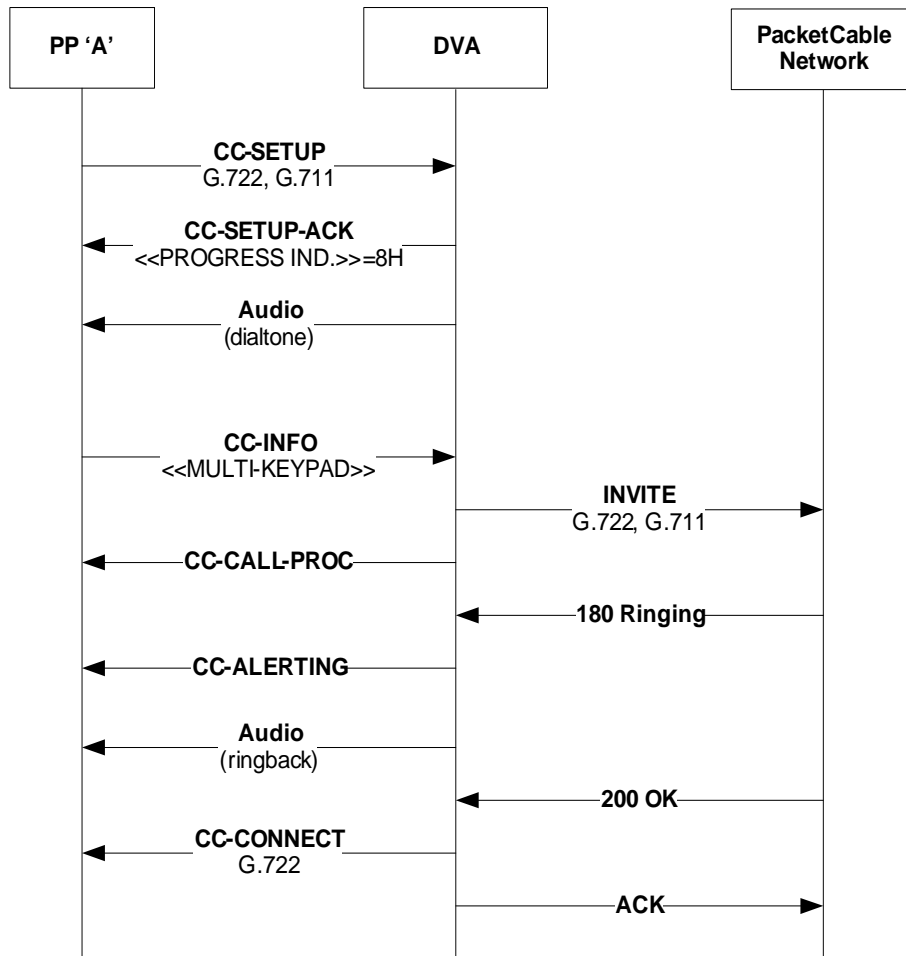 PP ‘A’
DVA
PacketCable
Network
CC-SETUP
G.722, G.711
CC-SETUP-ACK
<<PROGRESS IND.>>=8H
Audio
(dialtone)
CC-INFO
<<MULTI-KEYPAD>>
INVITE
G.722, G.711
CC-CALL-PROC
180 Ringing
CC-ALERTING
Audio
(ringback)
200 OK
CC-CONNECT
G.722
ACK